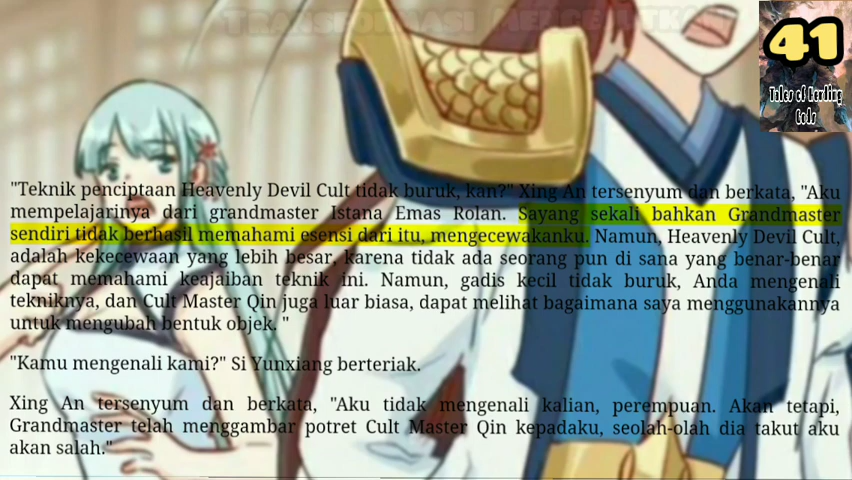 TRANSFORMASI MENGEJUTKAN
41
Tales of Herding
Gods
"Teknik penciptaan Heavenly Devil Cult tidak buruk, kan?" Xing An tersenyum dan berkata, "Aku
mempelajarinya dari grandmaster Istana Emas Rolan. Sayang sekali bahkan Grandmaster
sendiri tidak berhasil memahami esensi dari itu, mengecewakanku. Namun, Heavenly Devil Cult,
adalah kekecewaan yang lebih besar, karena tidak ada seorang pun di sana yang benar-benar
dapat memahami keajaiban teknik ini. Namun, gadis kecil tidak buruk, Anda mengenali
tekniknya, dan Cult Master Qin juga luar biasa, dapat melihat bagaimana saya menggunakannya
untuk mengubah bentuk objek. "
"Kamu mengenali kami?" Si Yunxiang berteriak.
Xing An tersenyum dan berkata, "Aku tidak mengenali kalian, perempuan. Akan tetapi,
Grandmaster telah menggambar potret Cult Master Qin kepadaku, seolah-olah dia takut aku
akan salah."